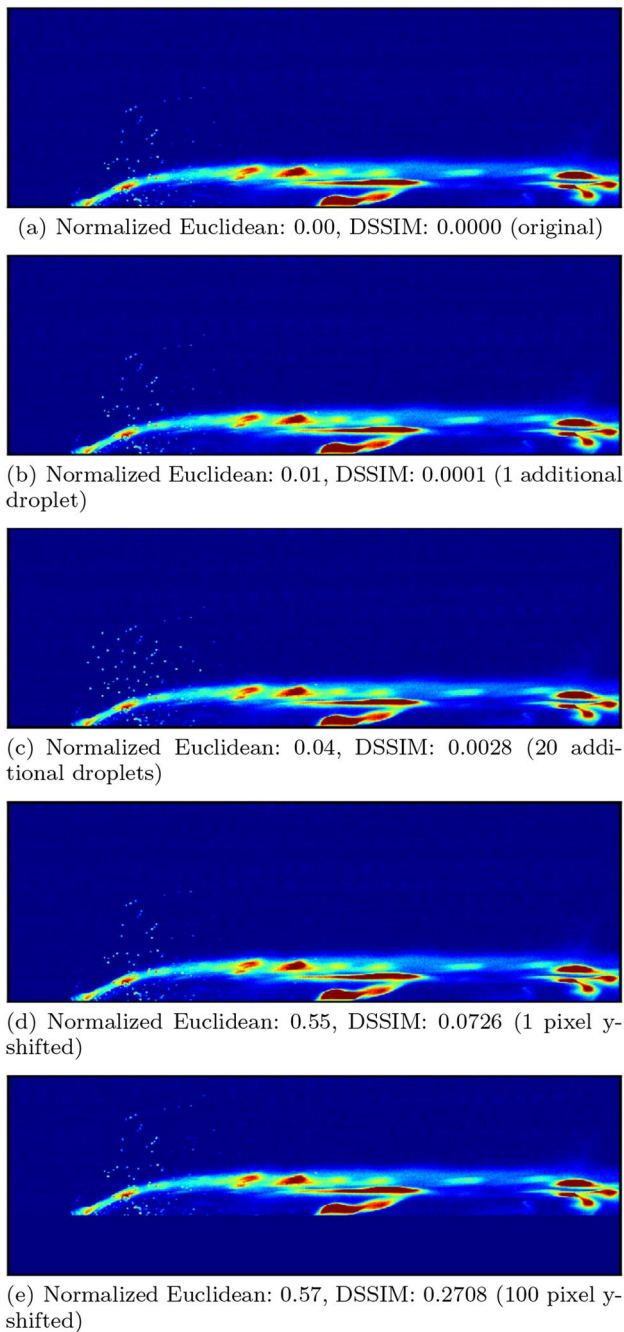 (a) Normalized Euclidean: 0.00, DSSIM: 0.0000 (original)
(b) Normalized Euclidean: 0.01, DSSIM: 0.0001 (1 additional
droplet)
(c) Normalized Euclidean: 0.04, DSSIM: 0.0028 (20 addi-
tional droplets)
(d) Normalized Euclidean: 0.55, DSSIM: 0.0726 (1 pixel y-
shifted)
(e) Normalized Euclidean: 0.57, DSSIM: 0.2708 (100 pixel y-
shifted)